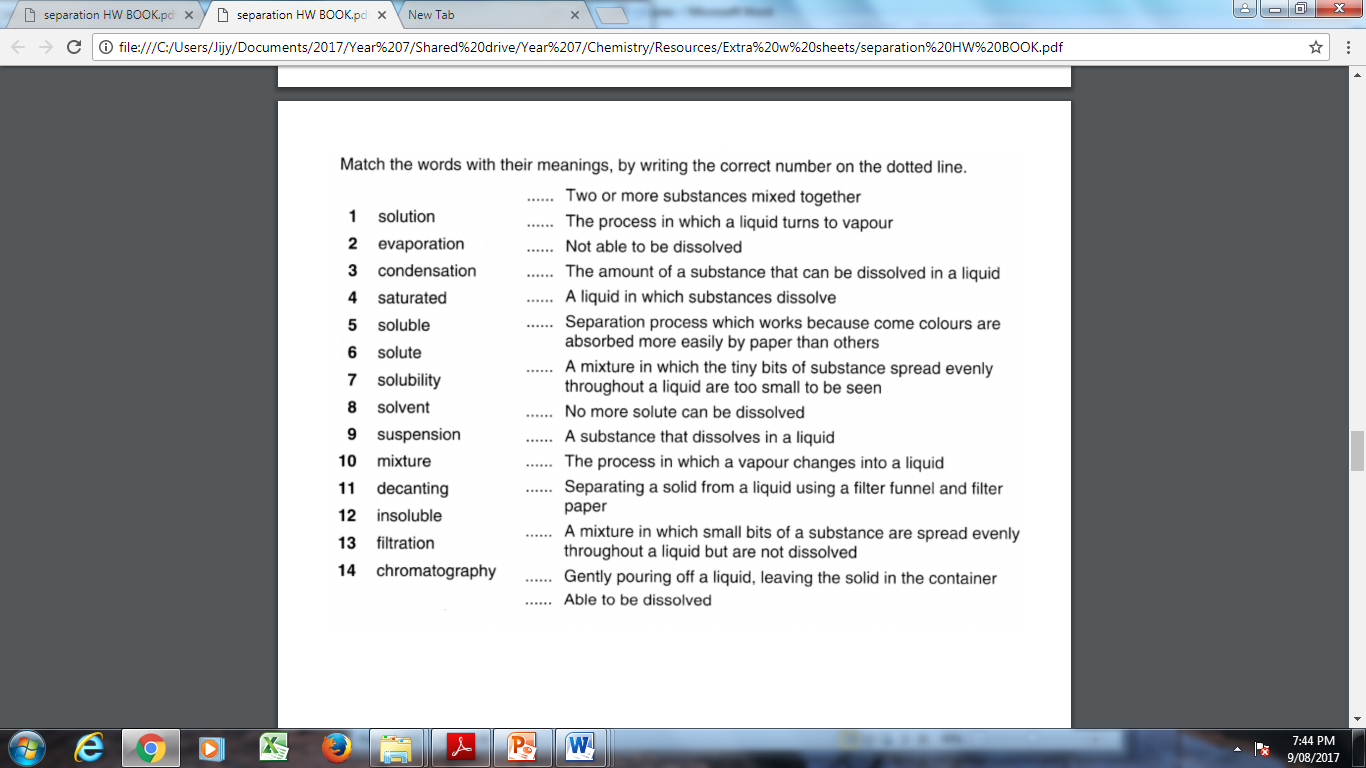 separation HW BOOK.pd
separation HW BOOK.pd
New Tab
file:///C:/Users/Jijy/Documents/2017/Year%207/Shared%20drive/Year%207/Chemistry/Resources/Extra%20w%20sheets/separation%20HW%20BOOK.pdf
Match the words with their meanings, by writing the correct number on the dotted line.
1 solution
2 evaporation
3 condensation
4 saturated
5 soluble
6 solute
7 solubility
8 solvent
9 suspension
10 mixture
11 decanting
12 insoluble
13 filtration
14 chromatography
...... Two or more substances mixed together
...... The process in which a liquid turns to vapour
...... Not able to be dissolved
...... The amount of a substance that can be dissolved in a liquid
...... A liquid in which substances dissolve
...... Separation process which works because come colours are
absorbed more easily by paper than others
...... A mixture in which the tiny bits of substance spread evenly
throughout a liquid are too small to be seen
...... No more solute can be dissolved
...... A substance that dissolves in a liquid
...... The process in which a vapour changes into a liquid
...... Separating a solid from a liquid using a filter funnel and filter
paper
...... A mixture in which small bits of a substance are spread evenly
throughout a liquid but are not dissolved
...... Gently pouring off a liquid, leaving the solid in the container
...... Able to be dissolved
7:44 PM
9/08/2017